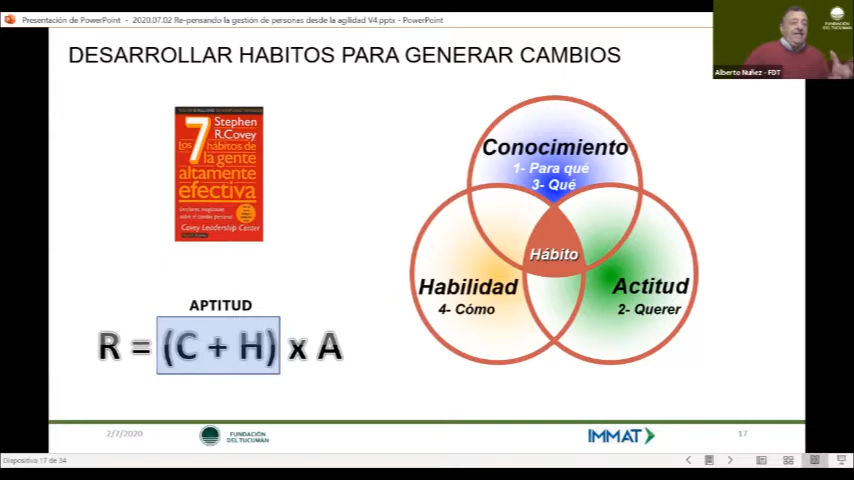 Presentación de PowerPoint - 2020.07.02 Re-pensando la gestión de personas desde la agilidad V4.pptx - PowerPoint
FUNDACIÓN
DEL TUCUMÁN
Alberto Nuñez - FDT
DESARROLLAR HABITOS PARA GENERAR CAMBIOS
7
Stephen
R.Covey
Los
hábitos de
la gente
altamente
efectiva
Covey Leadership Center
Conocimiento
1- Para qué
3- Qué
Hábito
Habilidad
4- Cómo
Actitud
2- Querer
APTITUD
R = (C + H) x A
2/7/2020
FUNDACIÓN
DEL TUCUMAN
IMMAT
17
Diapositiva 17 de 34